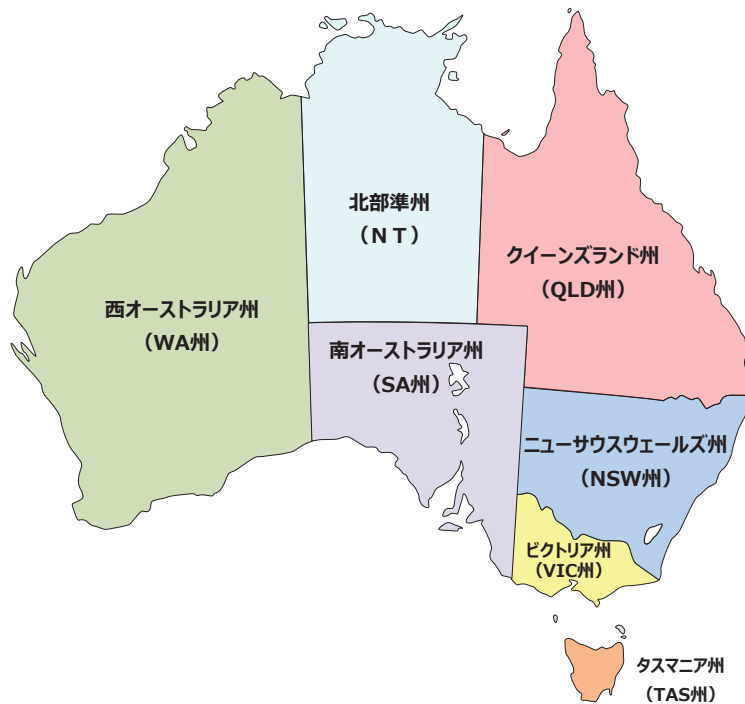 北部準州
（ＮＴ）
クイーンズランド州
（QLD州）
西オーストラリア州
（WA州）
南オーストラリア州
（SA州）
ニューサウスウェールズ州
（NSW州）
ビクトリア州
（VIC州）
タスマニア州
（TAS州）